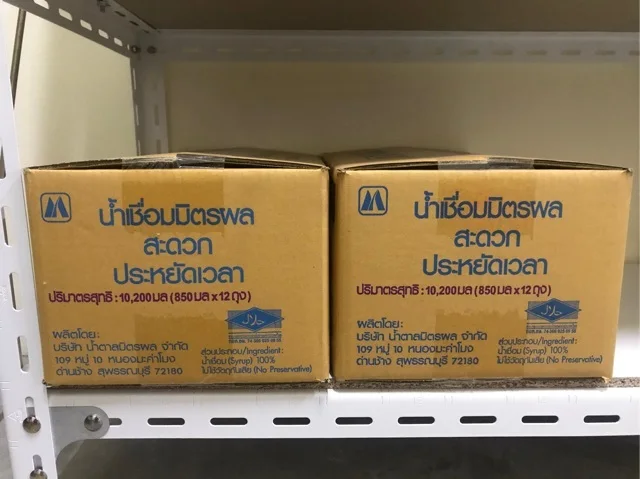 น้ำเชื่อมมิตรผล
สะดวก
ประหยัดเวลา
ปริมาตรสุทธิ : 10,200 มล (850 มล x 12 ถุง)
ผลิตโดย:
บริษัท น้ำตาลมิตรผล จำกัด
109 หมู่ 10 หนองมะค่าโมง
ด่านช้าง สุพรรณบุรี 72180
حلال
ส่วนประกอบ/Ingredient:
น้ำเชื่อม (Syrup) 100%
ไม่ใช้วัตถุกันเสีย (No Preservative)
น้ำเชื่อมมิตรผล
สะดวก
ประหยัดเวลา
ปริมาตรสุทธิ : 10,200 มล (850 มล x 12 ถุง)
ผลิตโดย:
บริษัท น้ำตาลมิตรผล จำกัด
109 หมู่ 10 หนองมะค่าโมง
ด่านช้าง สุพรรณบุรี 72180
حلال
ส่วนประกอบ/Ingredient:
น้ำเชื่อม (Syrup) 100%
ไม่ใช้วัตถุกันเสีย (No Preservative)